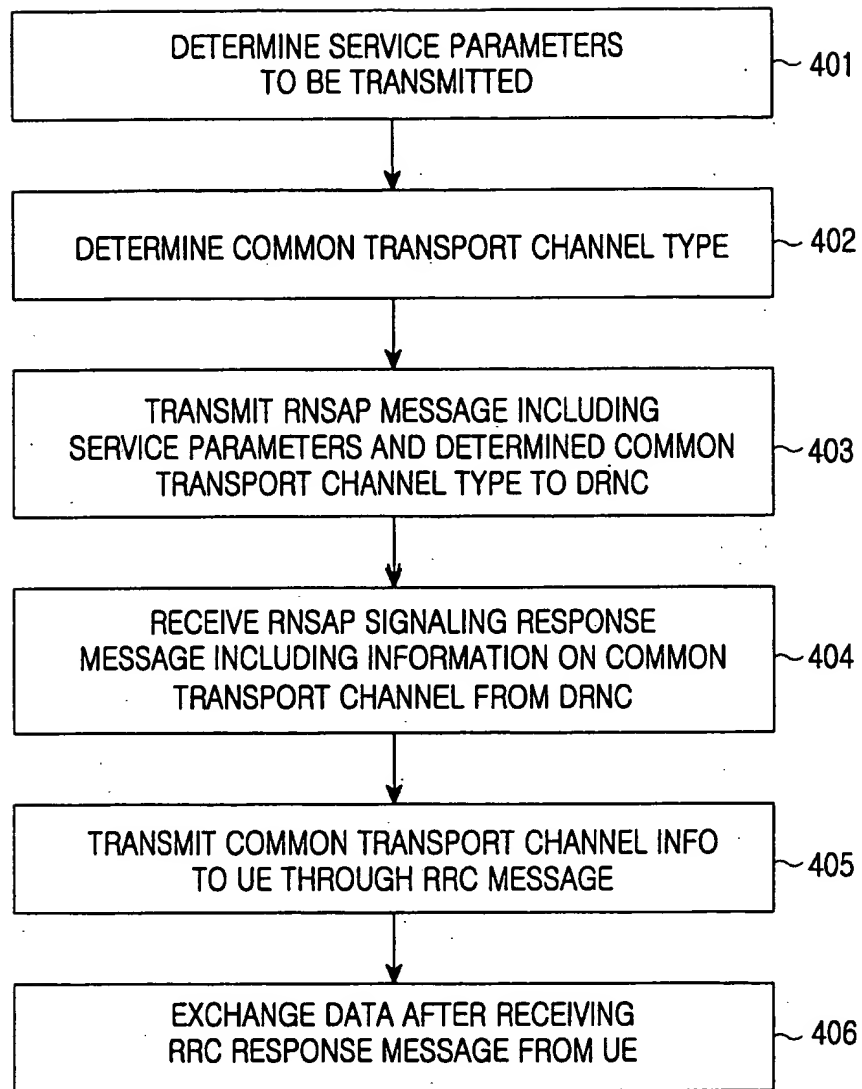 DETERMINE SERVICE PARAMETERS
TO BE TRANSMITTED
401
DETERMINE COMMON TRANSPORT CHANNEL TYPE
402
TRANSMIT RNSAP MESSAGE INCLUDING
SERVICE PARAMETERS AND DETERMINED COMMON
TRANSPORT CHANNEL TYPE TO DRNC
403
RECEIVE RNSAP SIGNALING RESPONSE
MESSAGE INCLUDING INFORMATION ON COMMON
TRANSPORT CHANNEL FROM DRNC
404
TRANSMIT COMMON TRANSPORT CHANNEL INFO
TO UE THROUGH RRC MESSAGE
405
EXCHANGE DATA AFTER RECEIVING
RRC RESPONSE MESSAGE FROM UE
406